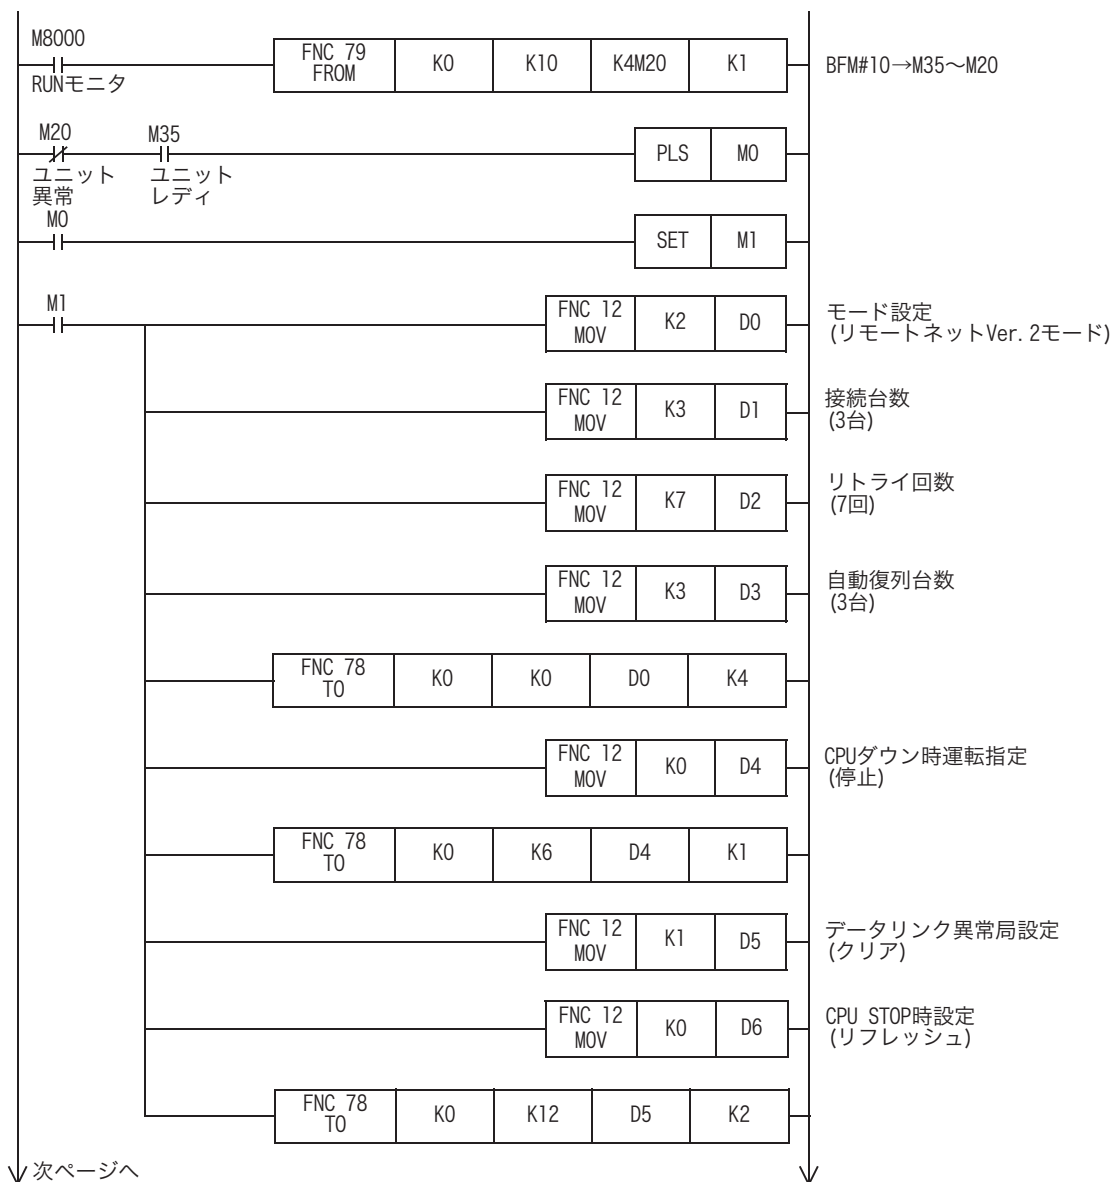 M8000
RUNモニタ
FNC 79
FROM
K0
K10
K4M20
K1
BFM#10→M35～M20
M20
ユニット
異常
M35
ユニット
レディ
PLS
M0
M0
SET
M1
M1
FNC 12
MOV
K2
D0
モード設定
(リモートネットVer.2モード)
FNC 12
MOV
K3
D1
接続台数
(3台)
FNC 12
MOV
K7
D2
リトライ回数
(7回)
FNC 12
MOV
K3
D3
自動復列台数
(3台)
FNC 78
TO
K0
K0
D0
K4
FNC 12
MOV
K0
D4
CPUダウン時運転指定
(停止)
FNC 78
TO
K0
K6
D4
K1
FNC 12
MOV
K1
D5
データリンク異常局設定
(クリア)
FNC 12
MOV
K0
D6
CPU STOP時設定
(リフレッシュ)
FNC 78
TO
K0
K12
D5
K2
次ページへ